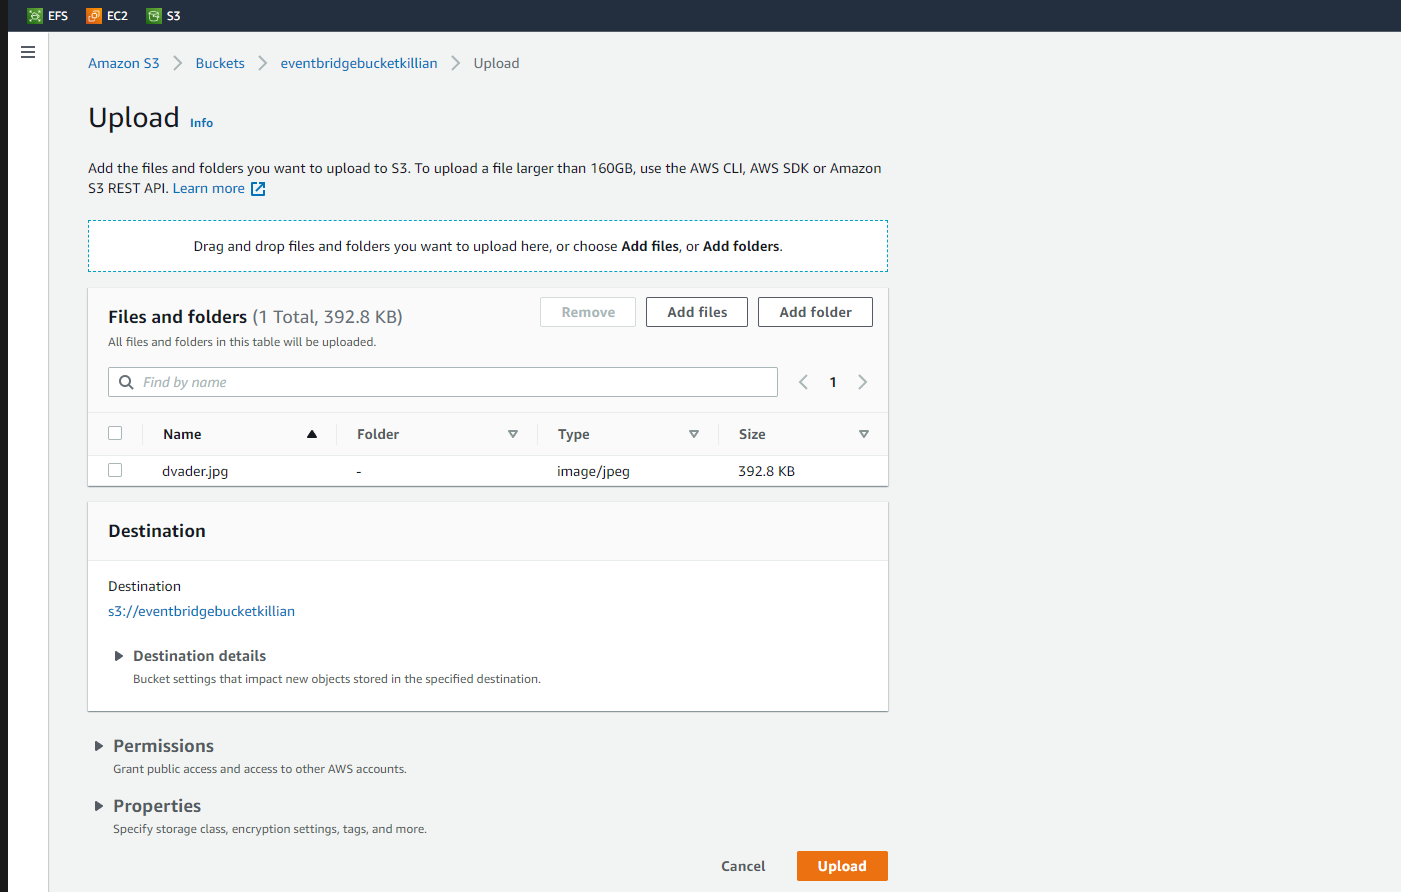 EFS EC2 S3
Amazon S3 Buckets eventbridgebucketkillian Upload
Upload Info
Add the files and folders you want to upload to S3. To upload a file larger than 160GB, use the AWS CLI, AWS SDK or Amazon
S3 REST API. Learn more
Drag and drop files and folders you want to upload here, or choose Add files, or Add folders.
Files and folders (1 Total, 392.8 KB) Remove Add files Add folder
All files and folders in this table will be uploaded.
Find by name 1
Name Folder Type Size
dvader.jpg - image/jpeg 392.8 KB
Destination
Destination
s3://eventbridgebucketkillian
Destination details
Bucket settings that impact new objects stored in the specified destination.
Permissions
Grant public access and access to other AWS accounts.
Properties
Specify storage class, encryption settings, tags, and more.
Cancel Upload